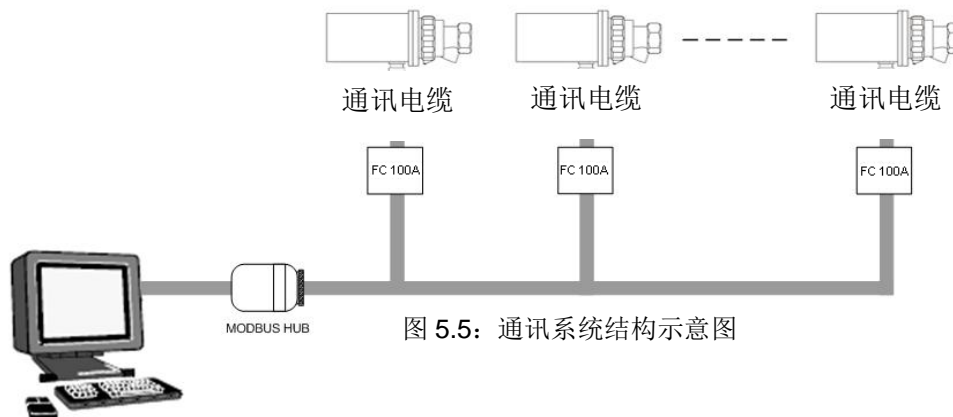 通讯电缆 通讯电缆 通讯电缆
FC 100A FC 100A FC 100A
MODBUS HUB
图 5.5：通讯系统结构示意图